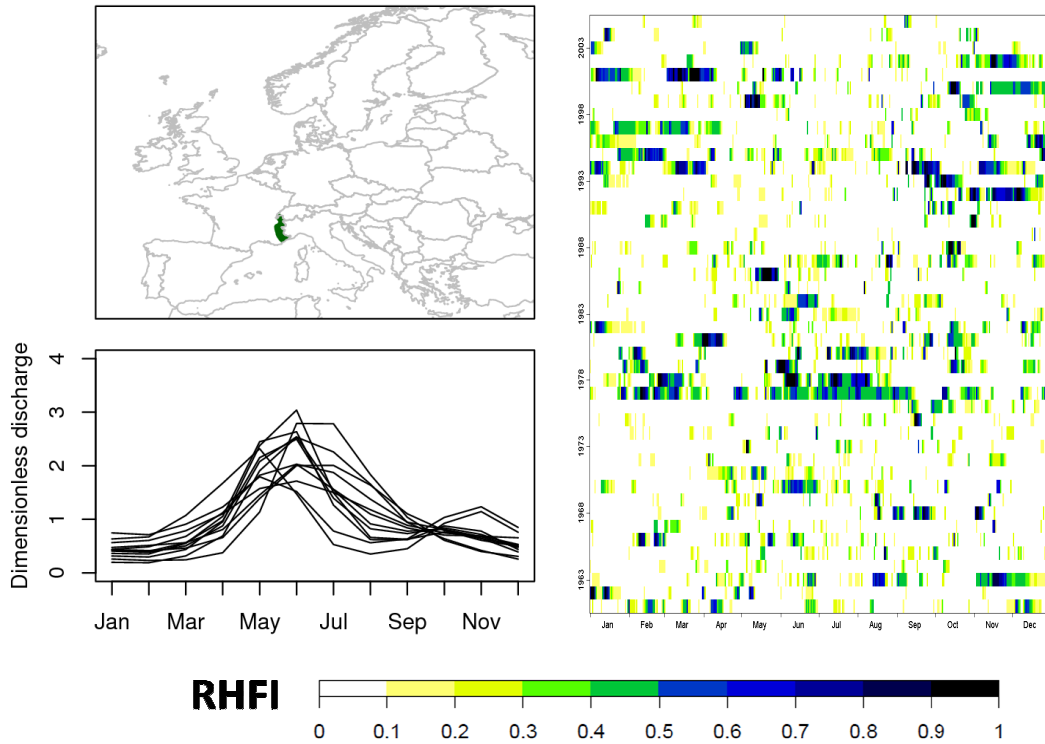 Dimensionless discharge
4
3
2
1
0
Jan Mar May Jul Sep Nov
2003
1998
1993
1988
1983
1978
1973
1968
1963
Jan Feb Mar Apr May Jun Jul Aug Sep Oct Nov Dec
RHFI
0 0.1 0.2 0.3 0.4 0.5 0.6 0.7 0.8 0.9 1